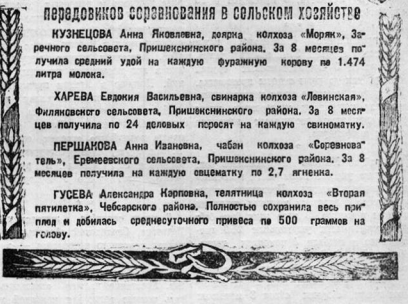 передовиков соревнования в сельском хозяйстве
КУЗНЕЦОВА Анна Яковлевна, доярка колхоза «Моряк», За-
речного сельсовета, Пришекснинского района. За 8 месяцев по-
лучила средний удой на каждую фуражную корову по 1.474
литра молока.
ХАРЕВА Евдокия Васильевна, свинарка колхоза «Ловинская»,
Филяковского сельсовета, Пришекснинского района. За 8 меся-
цев получила по 24 деловых поросят на каждую свиноматку.
ПЕРШАКОВА Анна Ивановна, чабан колхоза «Соревнова-
тель», Еремеевского сельсовета, Пришекснинского района. За 8
месяцев получила на каждую овцематку по 2,7 ягненка.
ГУСЕВА Александра Карповна, телятница колхоза «Вторая
пятилетка», Чебсарского района. Полностью сохранила весь при-
плод и добилась среднесуточного привеса по 500 граммов на
голову.